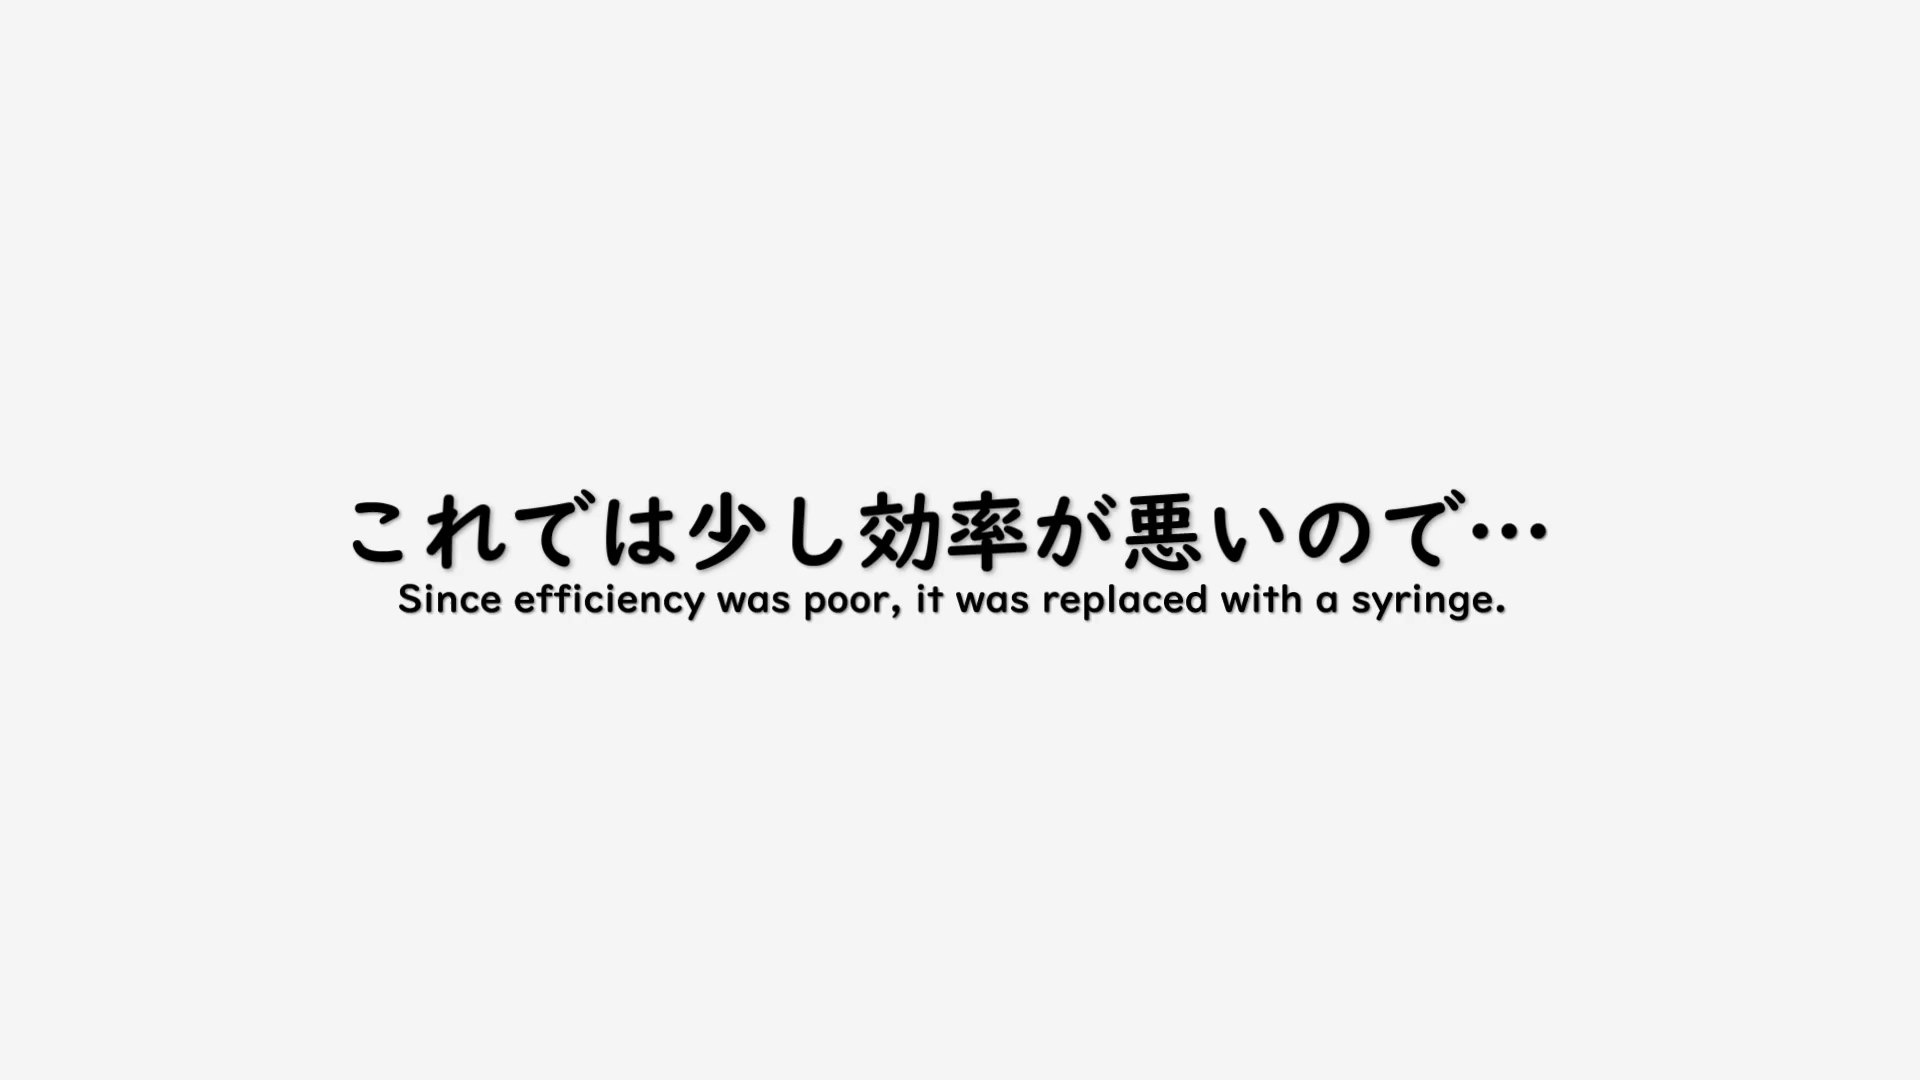 これでは少し効率が悪いので…
Since efficiency was poor, it was replaced with a syringe.